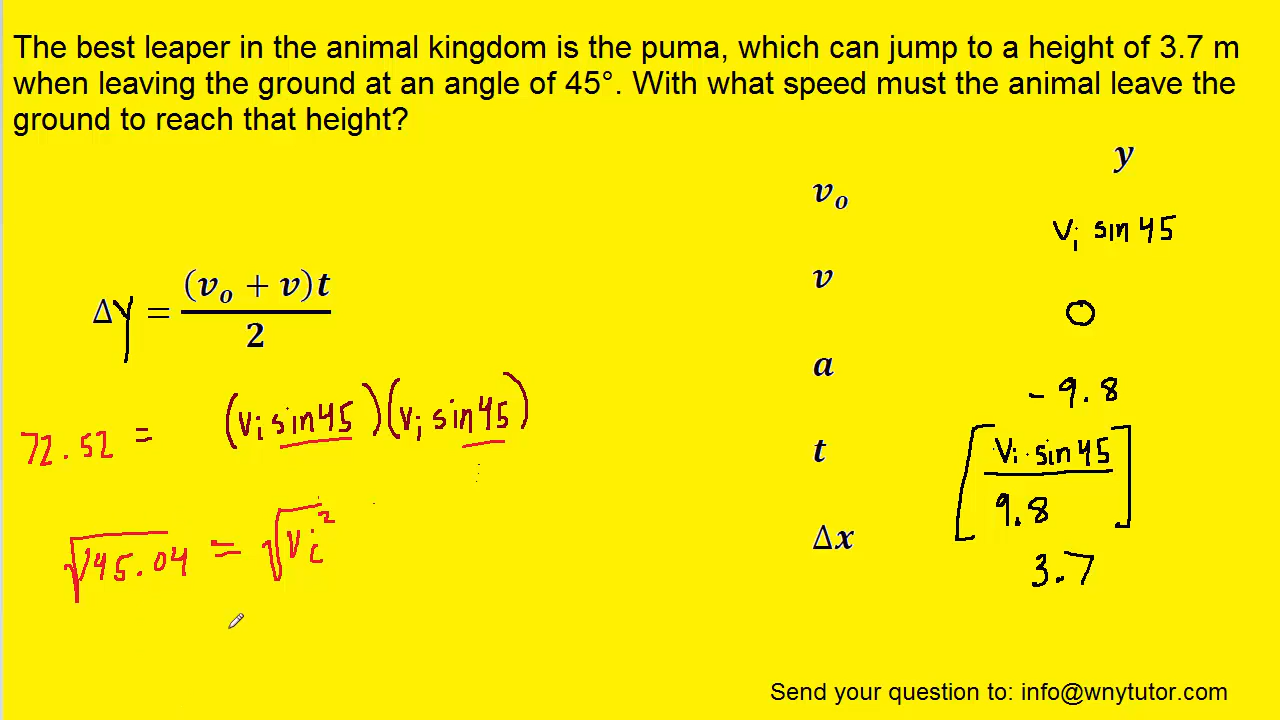 The best leaper in the animal kingdom is the puma, which can jump to a height of 3.7 m
when leaving the ground at an angle of 45°. With what speed must the animal leave the
ground to reach that height?
y
v₀
vᵢ sin 45
Δy = (v₀ + v)t / 2
v
0
a
- 9.8
72.52 = (vᵢ sin 45)(vᵢ sin 45)
t
[vᵢ · sin 45 / 9.8]
√45.04 = √vᵢ²
Δx
3.7
Send your question to: info@wnytutor.com